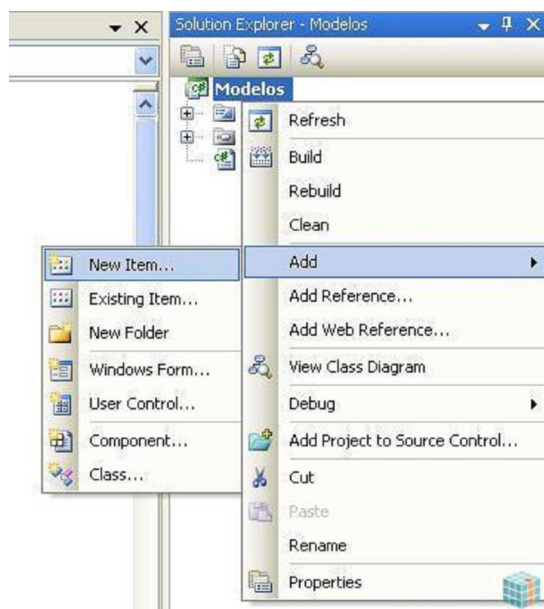 Solution Explorer - Modelos
Modelos
Refresh
Build
Rebuild
Clean
Add
Add Reference...
Add Web Reference...
View Class Diagram
Debug
Add Project to Source Control...
Cut
Paste
Rename
Properties
New Item...
Existing Item...
New Folder
Windows Form...
User Control...
Component...
Class...